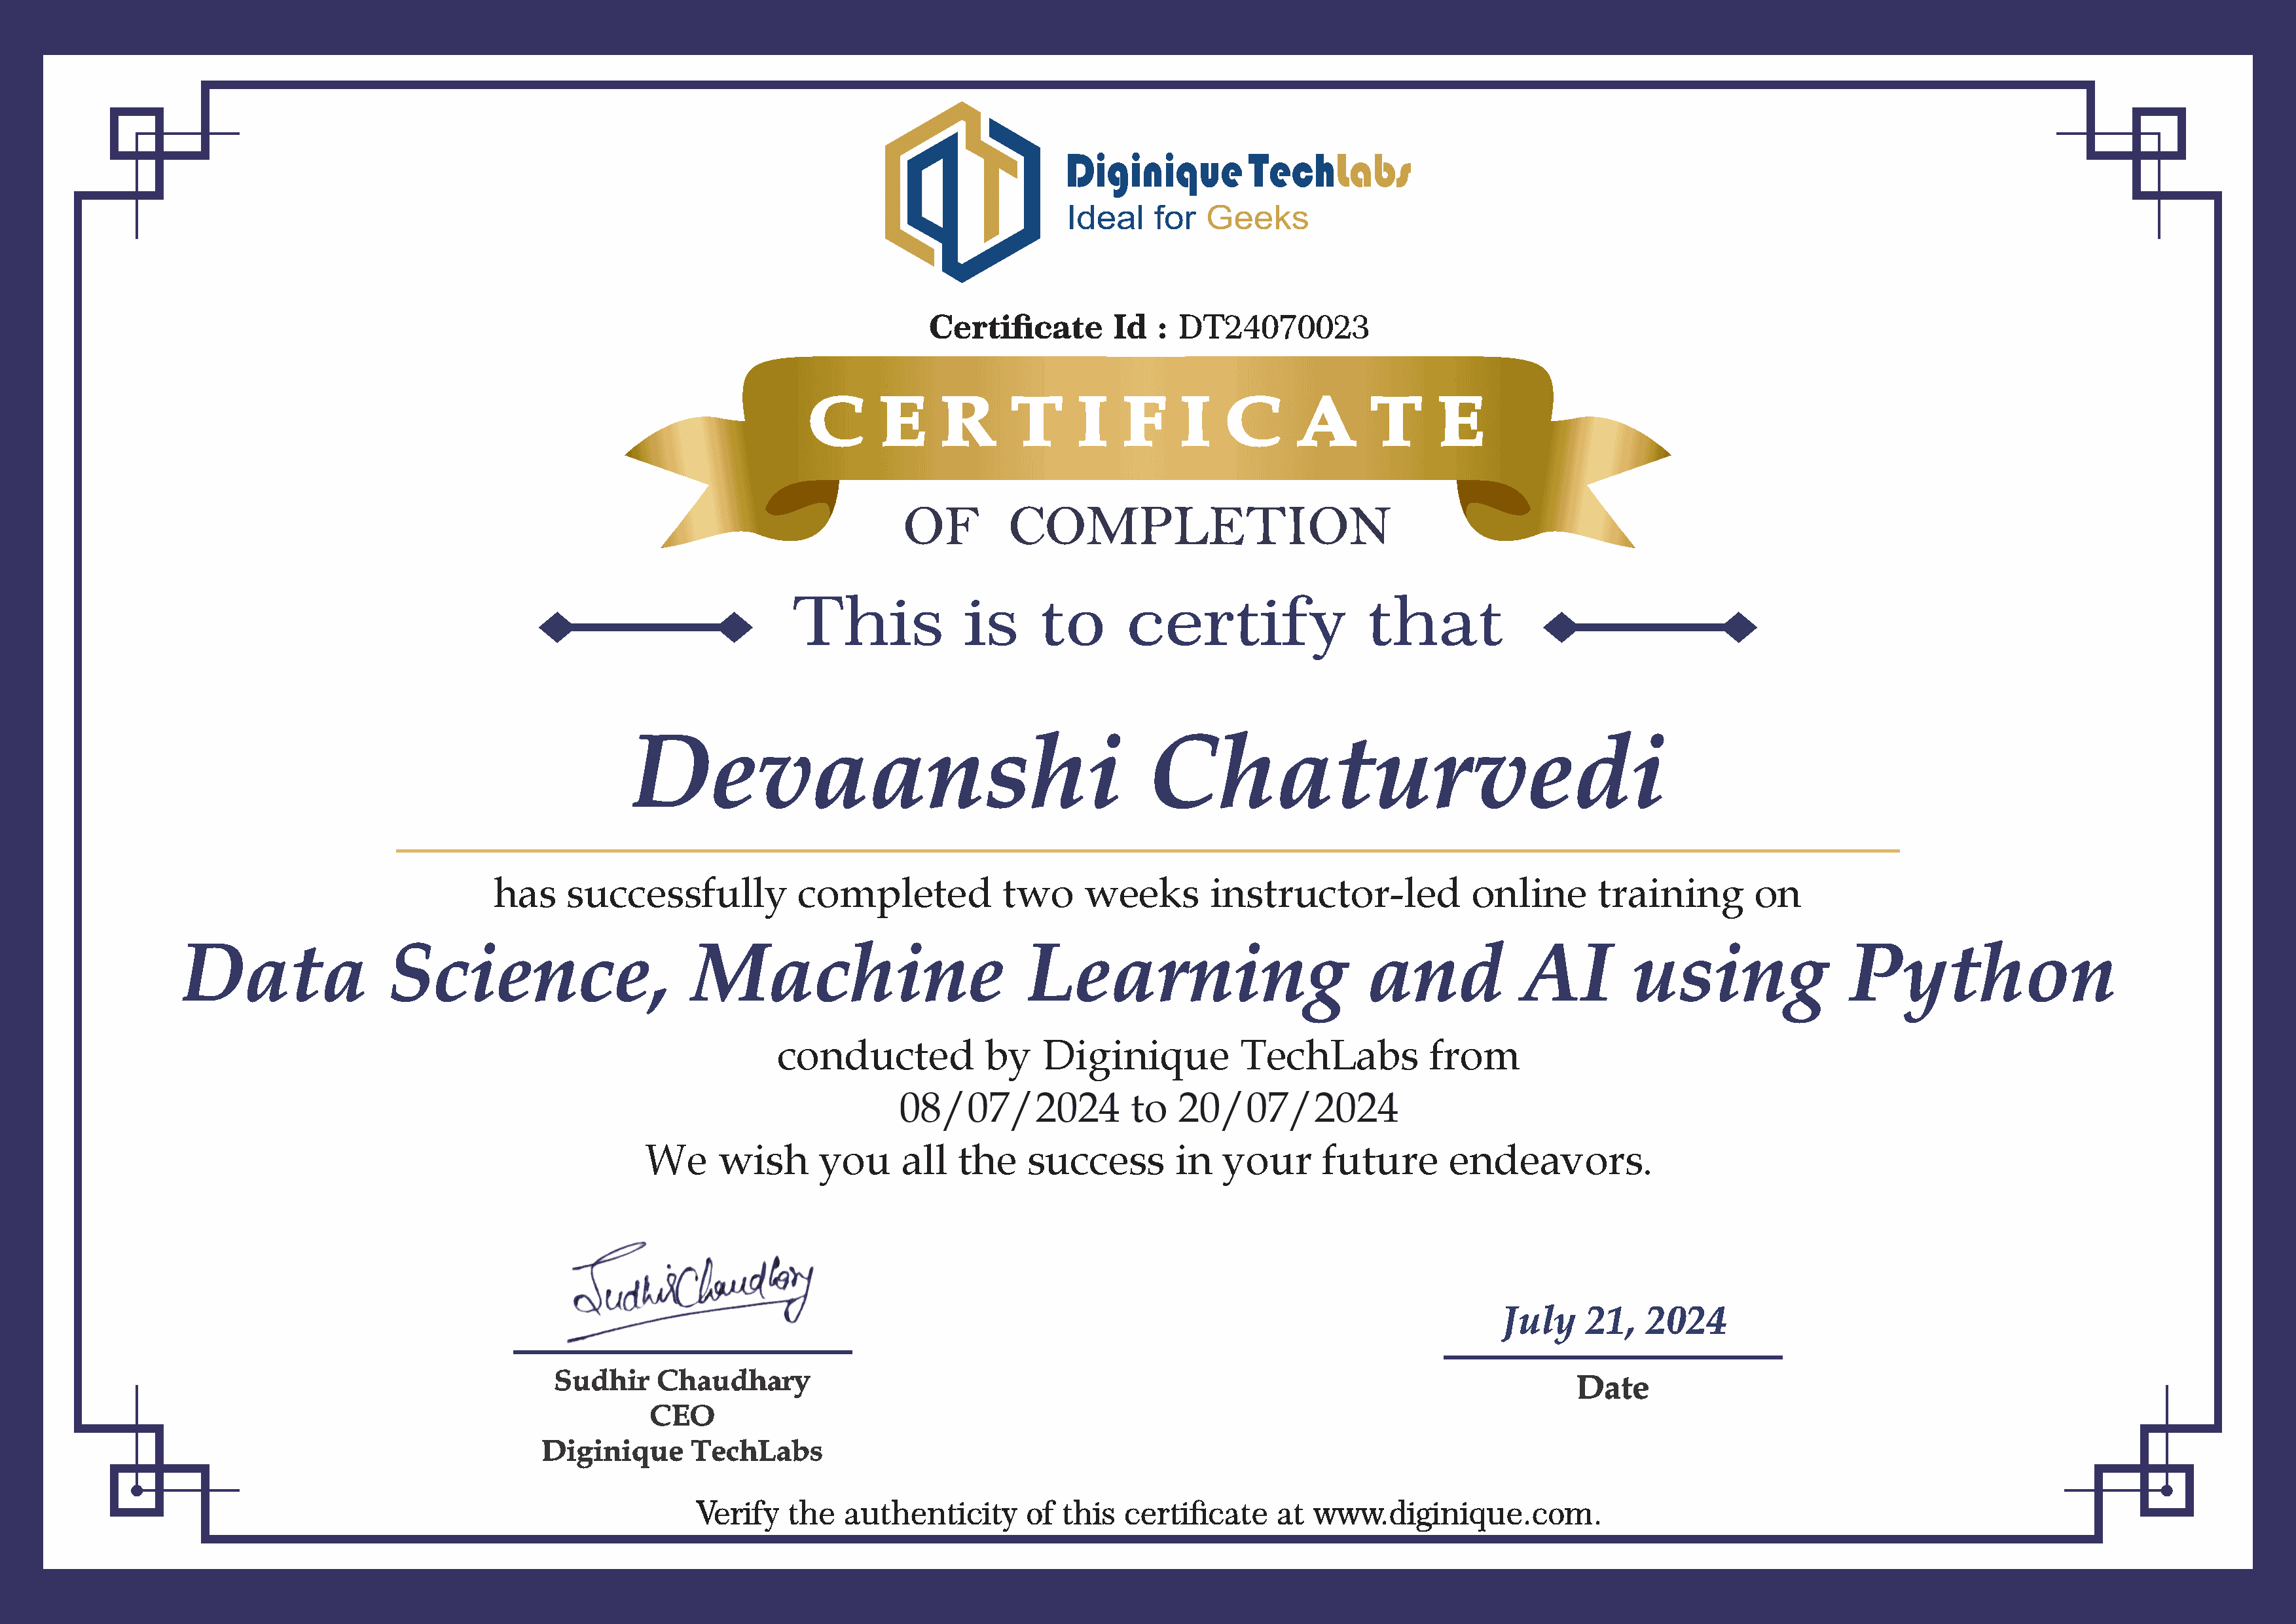 Diginique TechLabs
Ideal for Geeks
Certificate Id : DT24070023
CERTIFICATE
OF COMPLETION
This is to certify that
Devaanshi Chaturvedi
has successfully completed two weeks instructor-led online training on
Data Science, Machine Learning and AI using Python
conducted by Diginique TechLabs from
08/07/2024 to 20/07/2024
We wish you all the success in your future endeavors.
Sudhir Chaudhary
July 21, 2024
Sudhir Chaudhary
Date
CEO
Diginique TechLabs
Verify the authenticity of this certificate at www.diginique.com.